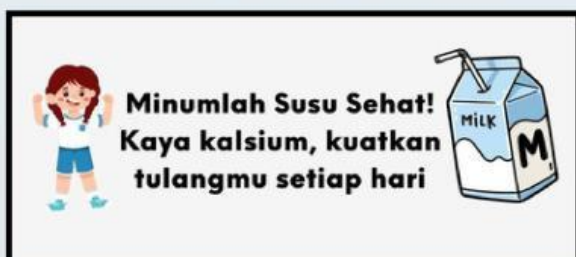 Minumlah Susu Sehat!
Kaya kalsium, kuatkan
tulangmu setiap hari
MiLK
M